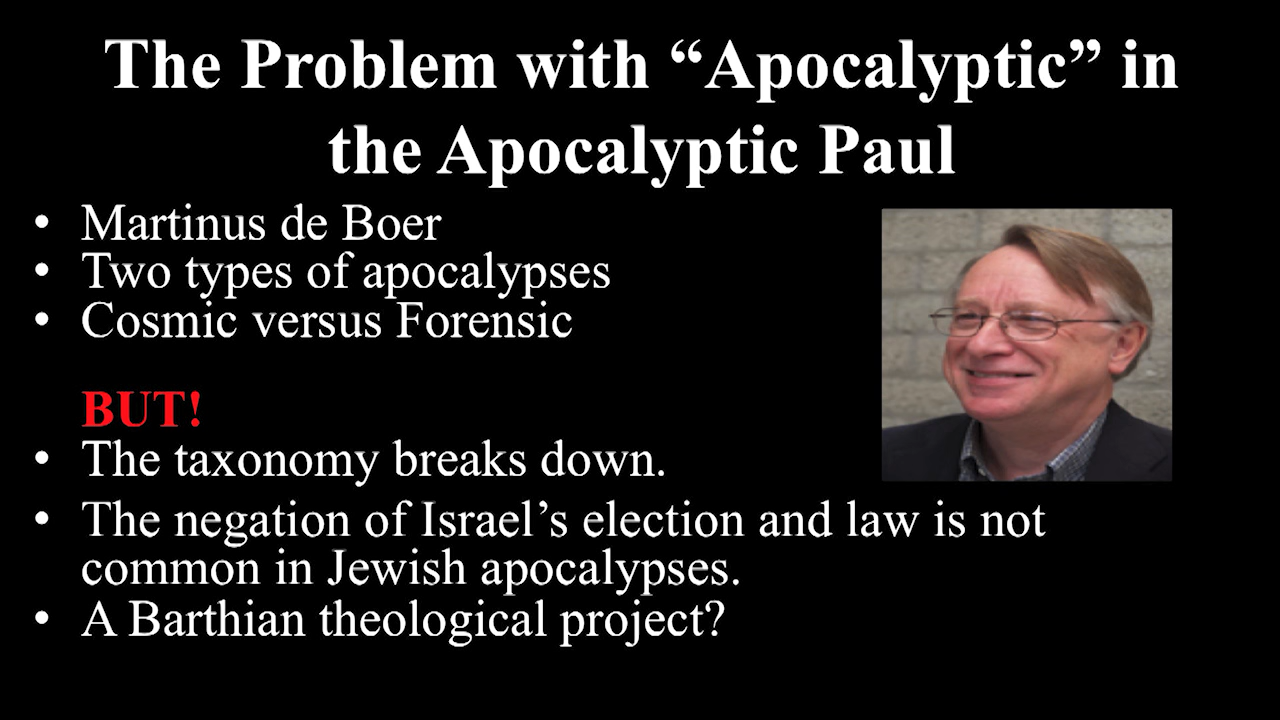 The Problem with “Apocalyptic” in
the Apocalyptic Paul
• Martinus de Boer
• Two types of apocalypses
• Cosmic versus Forensic
BUT!
• The taxonomy breaks down.
• The negation of Israel’s election and law is not
common in Jewish apocalypses.
• A Barthian theological project?